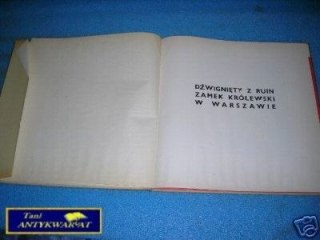 DŹWIGNIĘTY Z RUIN
ZAMEK KRÓLEWSKI
W WARSZAWIE
Tani
ANTYKWARIAT